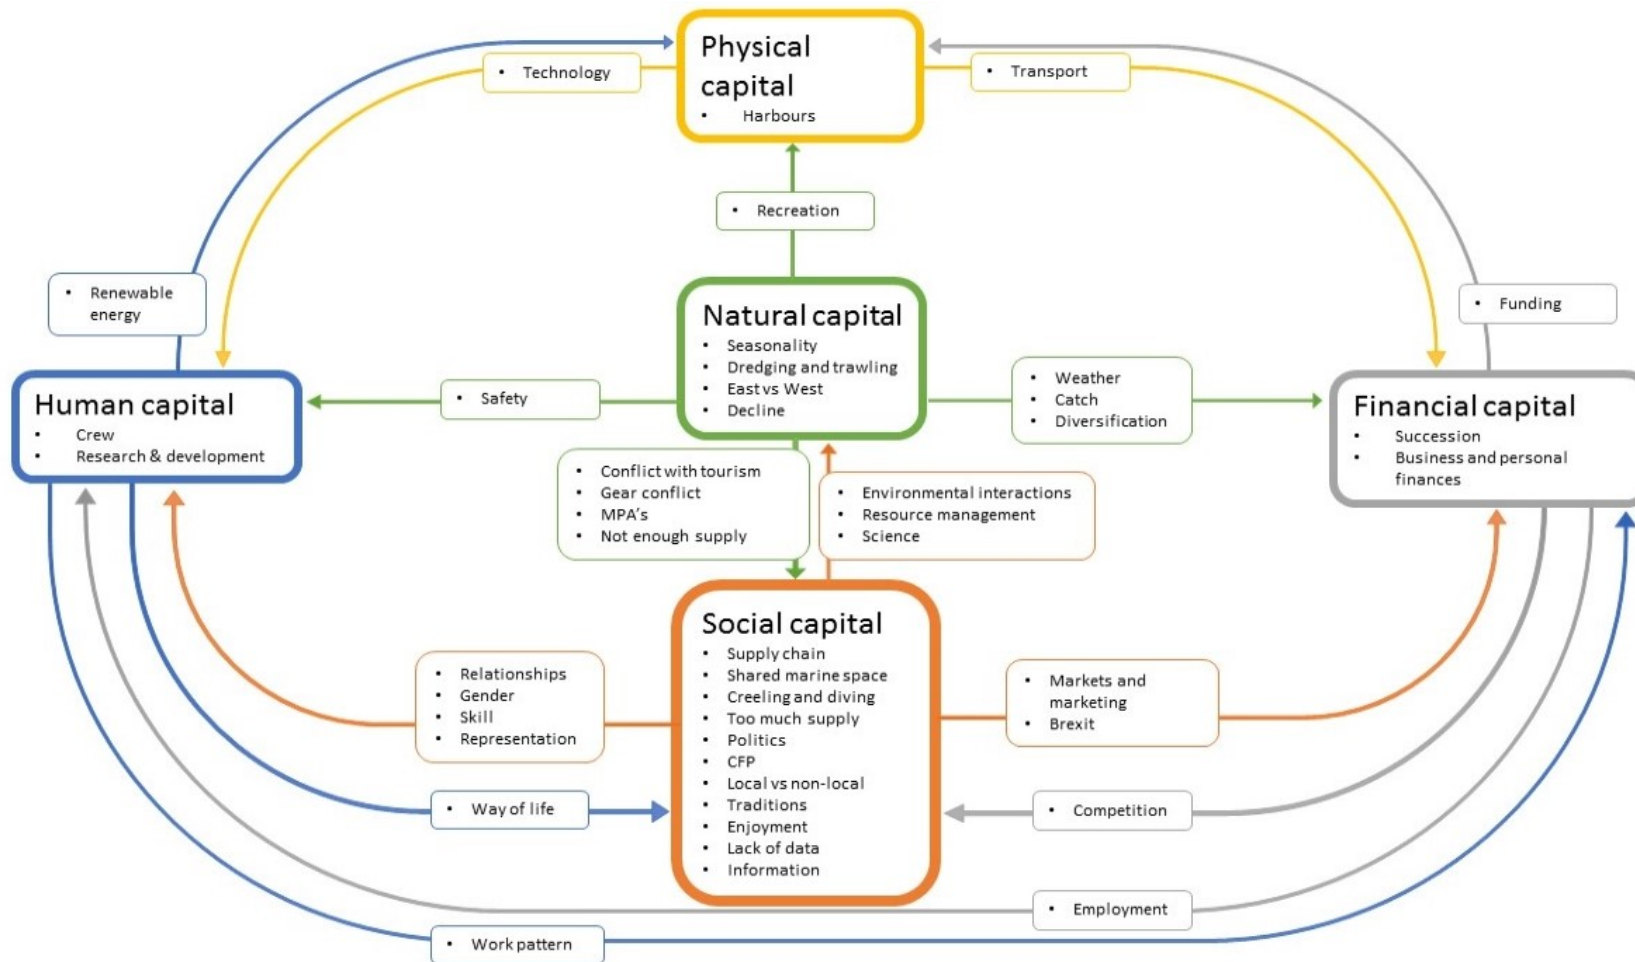 Physical
capital
• Harbours
• Technology
• Transport
• Recreation
• Renewable
energy
• Funding
Natural capital
• Seasonality
• Dredging and trawling
• East vs West
• Decline
Human capital
• Crew
• Research & development
• Safety
• Weather
• Catch
• Diversification
Financial capital
• Succession
• Business and personal
finances
• Conflict with tourism
• Gear conflict
• MPA's
• Not enough supply
• Environmental interactions
• Resource management
• Science
Social capital
• Supply chain
• Shared marine space
• Creeling and diving
• Too much supply
• Politics
• CFP
• Local vs non-local
• Traditions
• Enjoyment
• Lack of data
• Information
• Relationships
• Gender
• Skill
• Representation
• Markets and
marketing
• Brexit
• Way of life
• Competition
• Employment
• Work pattern